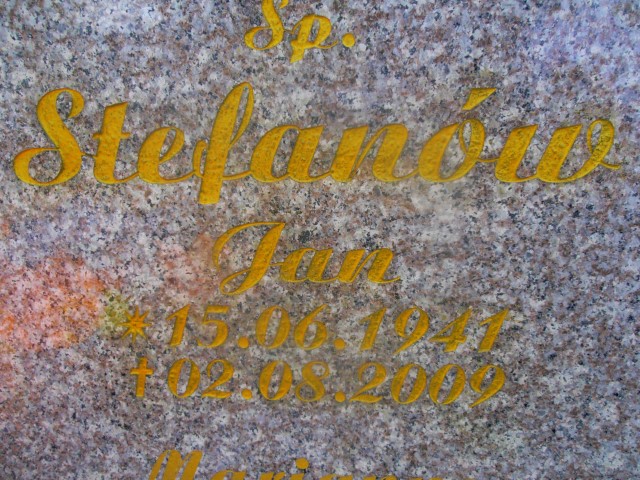 Sp.
Stefanów
Jan
* 15.06.1941
† 02.08.2009